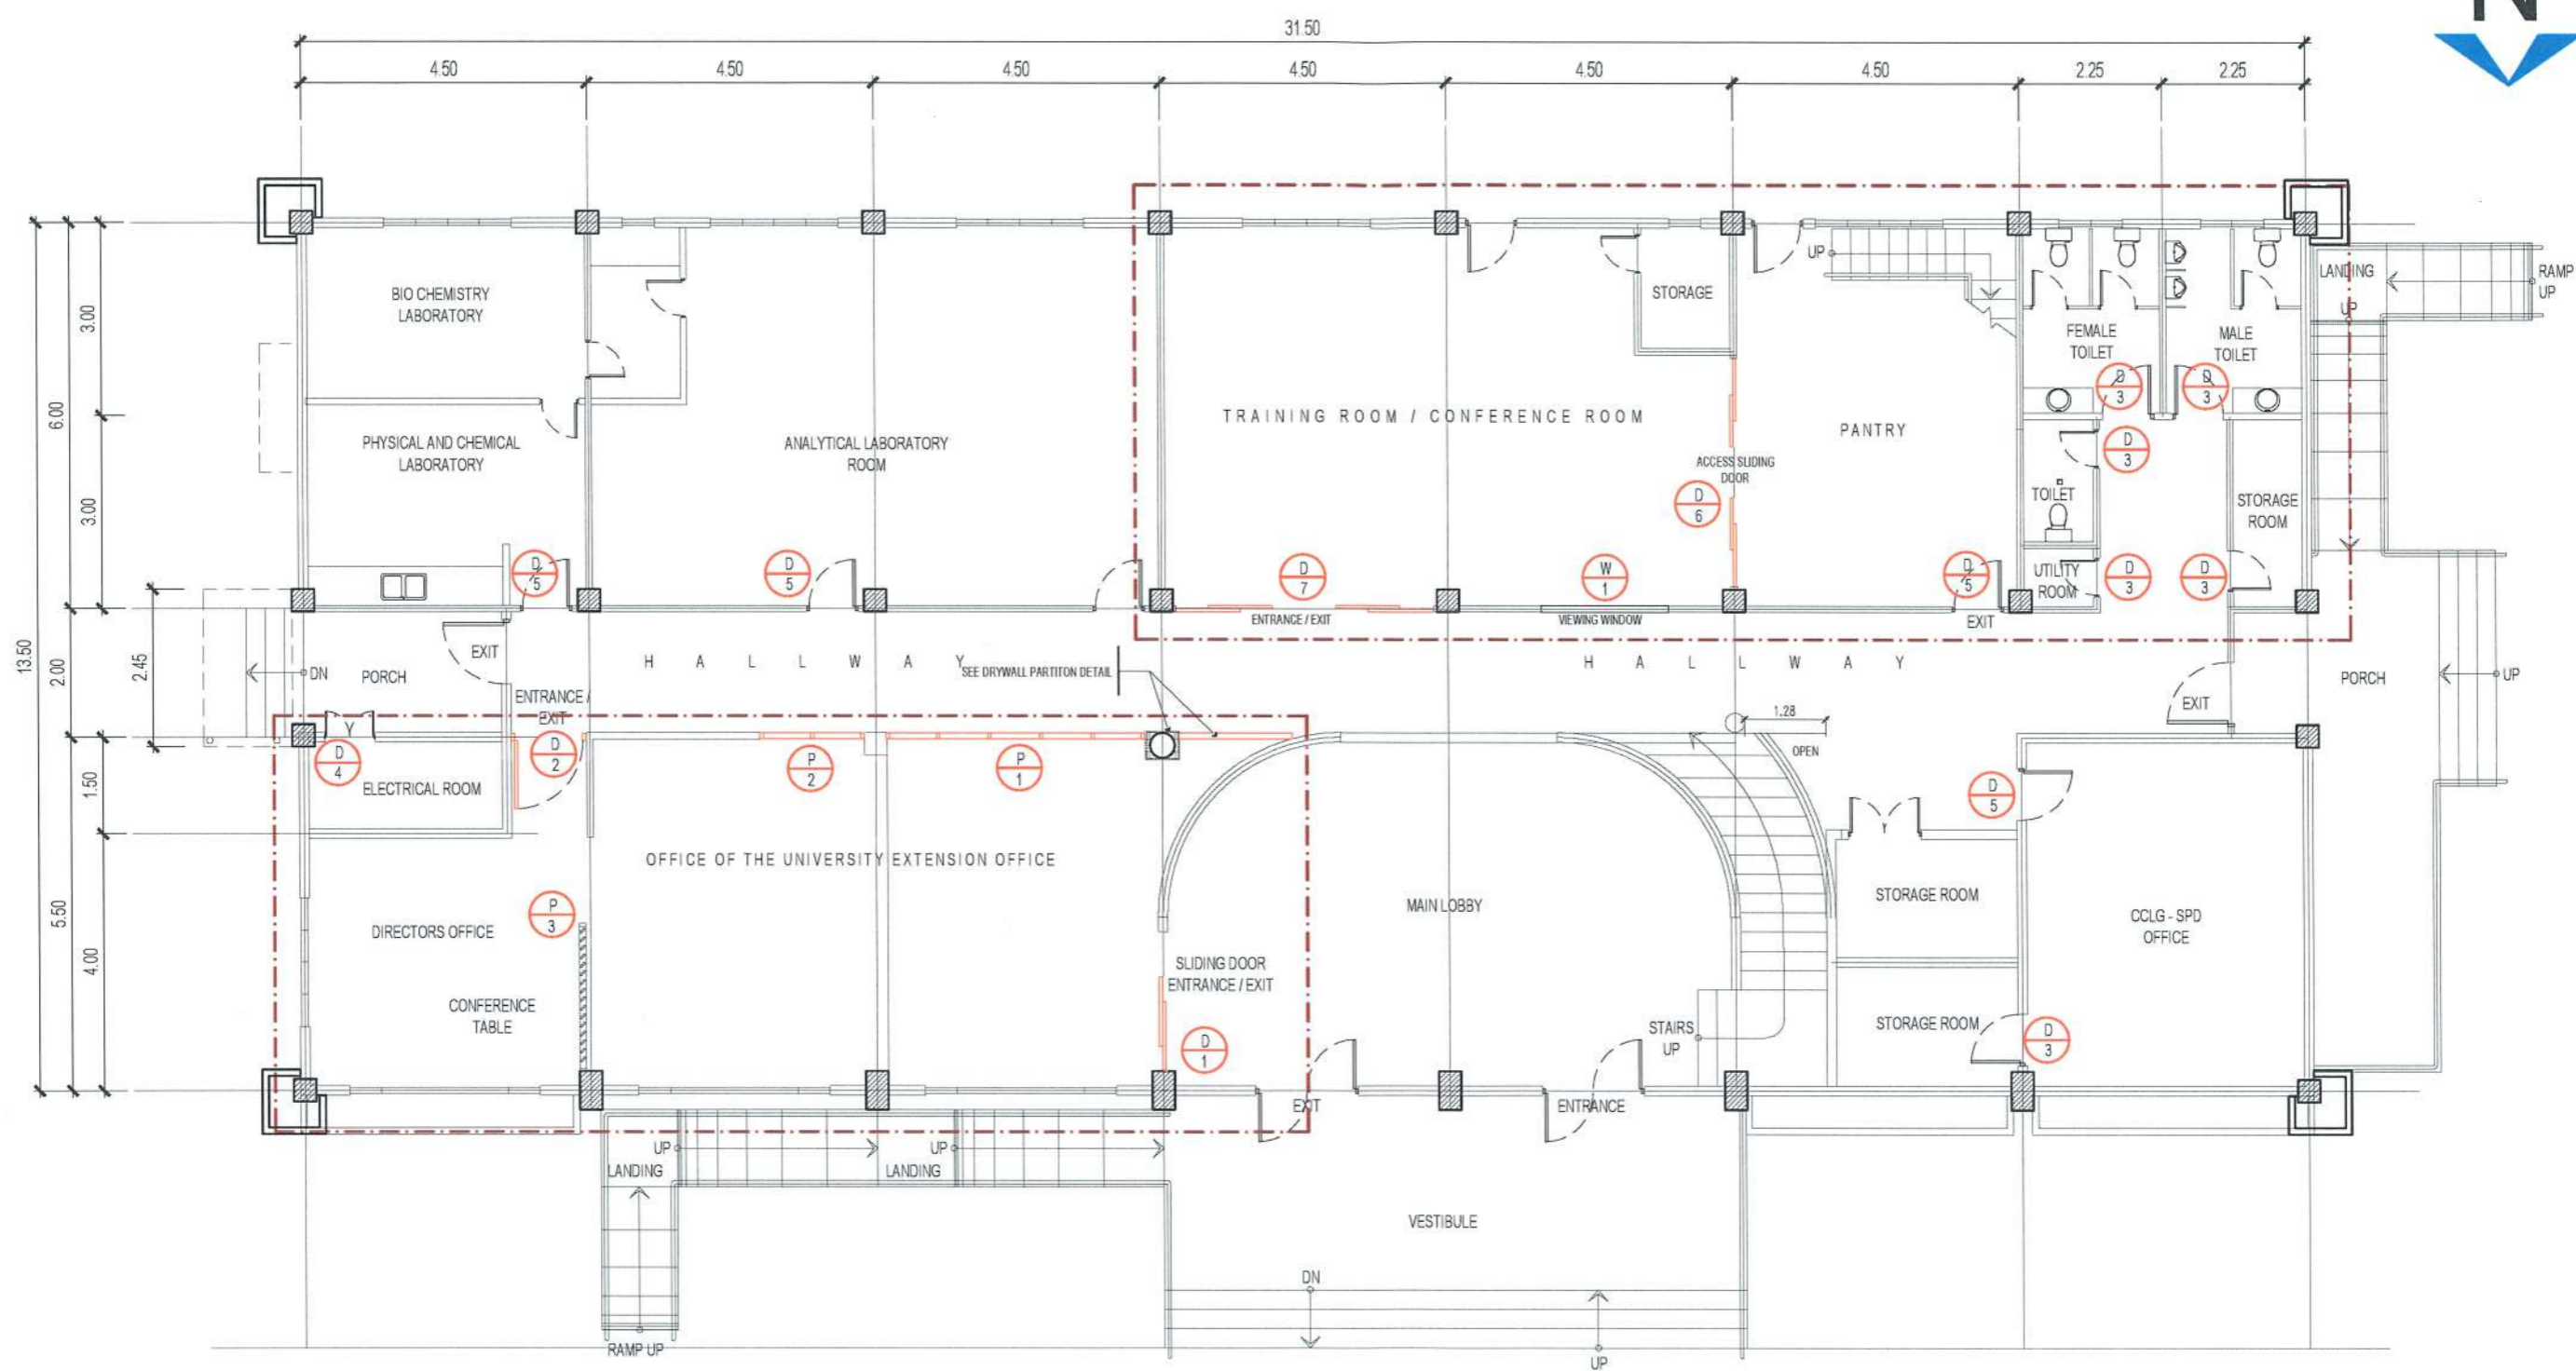 N
31.50
4.50
4.50
4.50
4.50
4.50
4.50
2.25
2.25
UP
STORAGE
LANDING
UP
RAMP
UP
BIO CHEMISTRY
LABORATORY
FEMALE
TOILET
MALE
TOILET
3.00
6.00
3.00
13.50
2.00
2.45
1.50
5.50
4.00
D
3
D
3
TRAINING ROOM / CONFERENCE ROOM
PANTRY
PHYSICAL AND CHEMICAL
LABORATORY
ANALYTICAL LABORATORY
ROOM
ACCESS SLIDING
DOOR
D
6
D
3
TOILET
STORAGE
ROOM
D
5
D
5
D
7
W
1
D
5
UTILITY
ROOM
D
3
D
3
ENTRANCE / EXIT
VIEWING WINDOW
EXIT
EXIT
HALLWAY
SEE DRYWALL PARTITON DETAIL
HALLWAY
DN
PORCH
PORCH
UP
ENTRANCE /
EXIT
EXIT
1.28
OPEN
D
4
D
2
P
2
P
1
ELECTRICAL ROOM
D
5
OFFICE OF THE UNIVERSITY EXTENSION OFFICE
P
3
DIRECTORS OFFICE
MAIN LOBBY
STORAGE ROOM
CCLG - SPD
OFFICE
SLIDING DOOR
ENTRANCE / EXIT
CONFERENCE
TABLE
D
1
STAIRS
UP
STORAGE ROOM
D
3
EXIT
ENTRANCE
UP
UP
LANDING
LANDING
VESTIBULE
DN
RAMP UP
UP